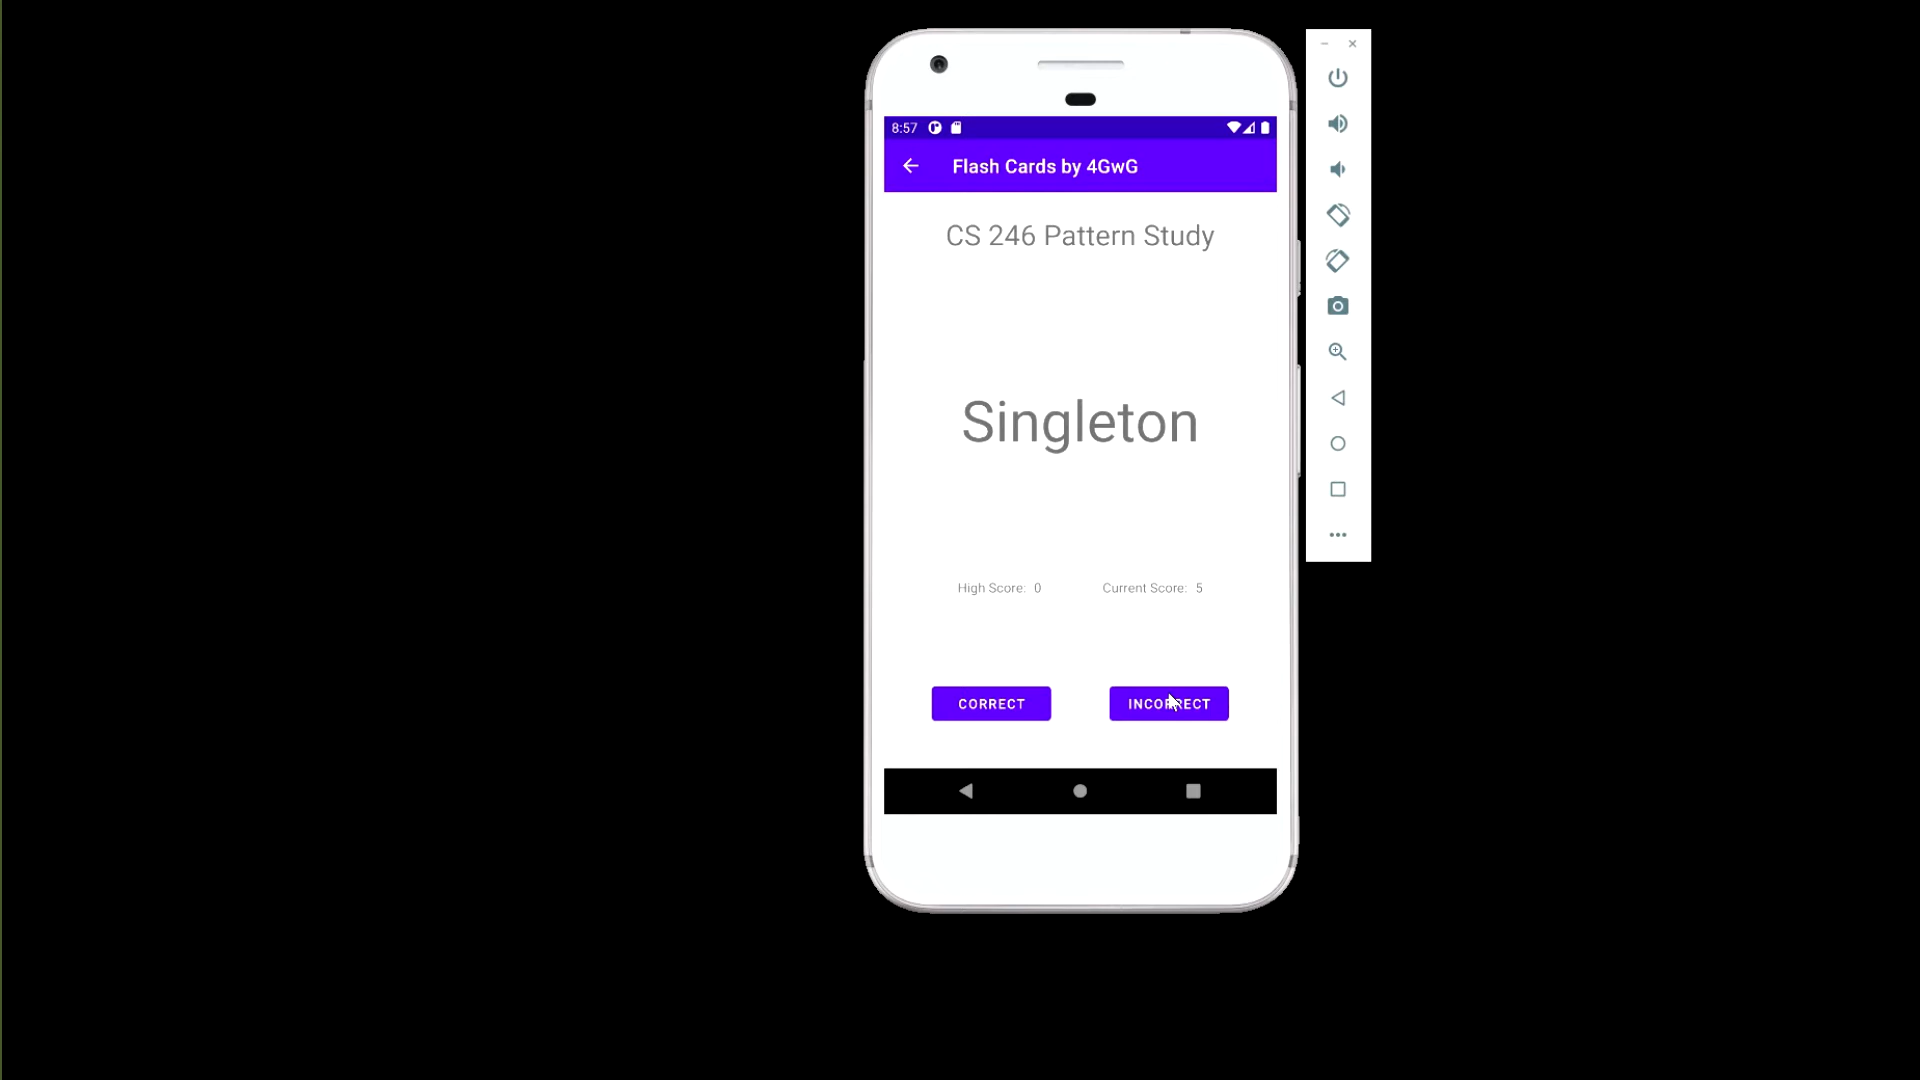 8:57
Flash Cards by 4GwG
CS 246 Pattern Study
Singleton
High Score: 0 Current Score: 5
CORRECT INCORRECT